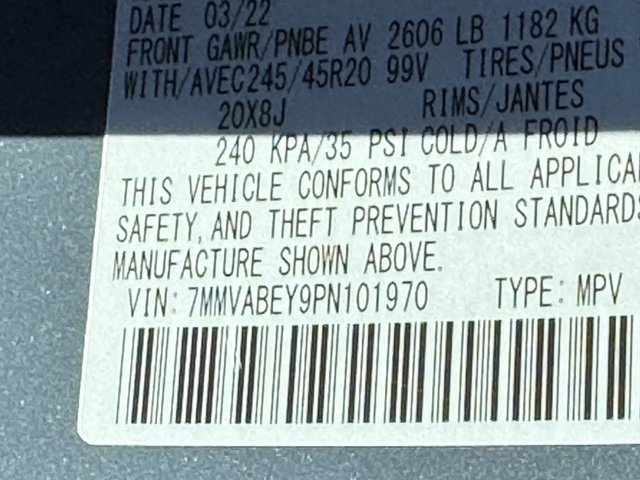 DATE 03/22
FRONT GAWR/PNBE AV 2606 LB 1182 KG
WITH/AVEC245/45R20 99V TIRES/PNEUS
20X8J RIMS/JANTES
240 KPA/35 PSI COLD/A FROID
THIS VEHICLE CONFORMS TO ALL APPLICA
SAFETY, AND THEFT PREVENTION STANDARDS
MANUFACTURE SHOWN ABOVE.
VIN: 7MMVABEY9PN101970 TYPE: MPV